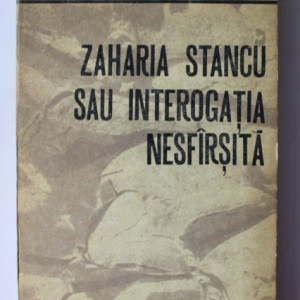 ZAHARIA STANCU
SAU INTEROGAȚIA
NESFÎRȘITĂ